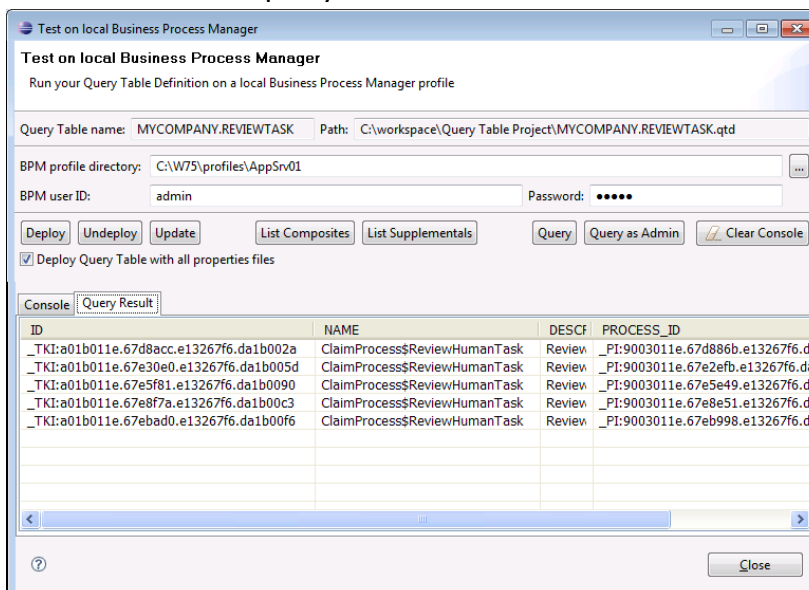 Test on local Business Process Manager
Test on local Business Process Manager
Run your Query Table Definition on a local Business Process Manager profile
Query Table name: MYCOMPANY.REVIEWTASK Path: C:\workspace\Query Table Project\MYCOMPANY.REVIEWTASK.qtd
BPM profile directory: C:\W75\profiles\AppSrv01 ...
BPM user ID: admin Password: ●●●●●
Deploy Undeploy Update List Composites List Supplementals Query Query as Admin Clear Console
Deploy Query Table with all properties files
Console Query Result
ID NAME DESCF PROCESS_ID
_TKI:a01b011e.67d8acc.e13267f6.da1b002a ClaimProcess$ReviewHumanTask Review _PI:9003011e.67d886b.e13267f6.d
_TKI:a01b011e.67e30e0.e13267f6.da1b005d ClaimProcess$ReviewHumanTask Review _PI:9003011e.67e2efb.e13267f6.da
_TKI:a01b011e.67e5f81.e13267f6.da1b0090 ClaimProcess$ReviewHumanTask Review _PI:9003011e.67e5e49.e13267f6.d
_TKI:a01b011e.67e8f7a.e13267f6.da1b00c3 ClaimProcess$ReviewHumanTask Review _PI:9003011e.67e8e51.e13267f6.d
_TKI:a01b011e.67ebad0.e13267f6.da1b00f6 ClaimProcess$ReviewHumanTask Review _PI:9003011e.67eb998.e13267f6.d
Close